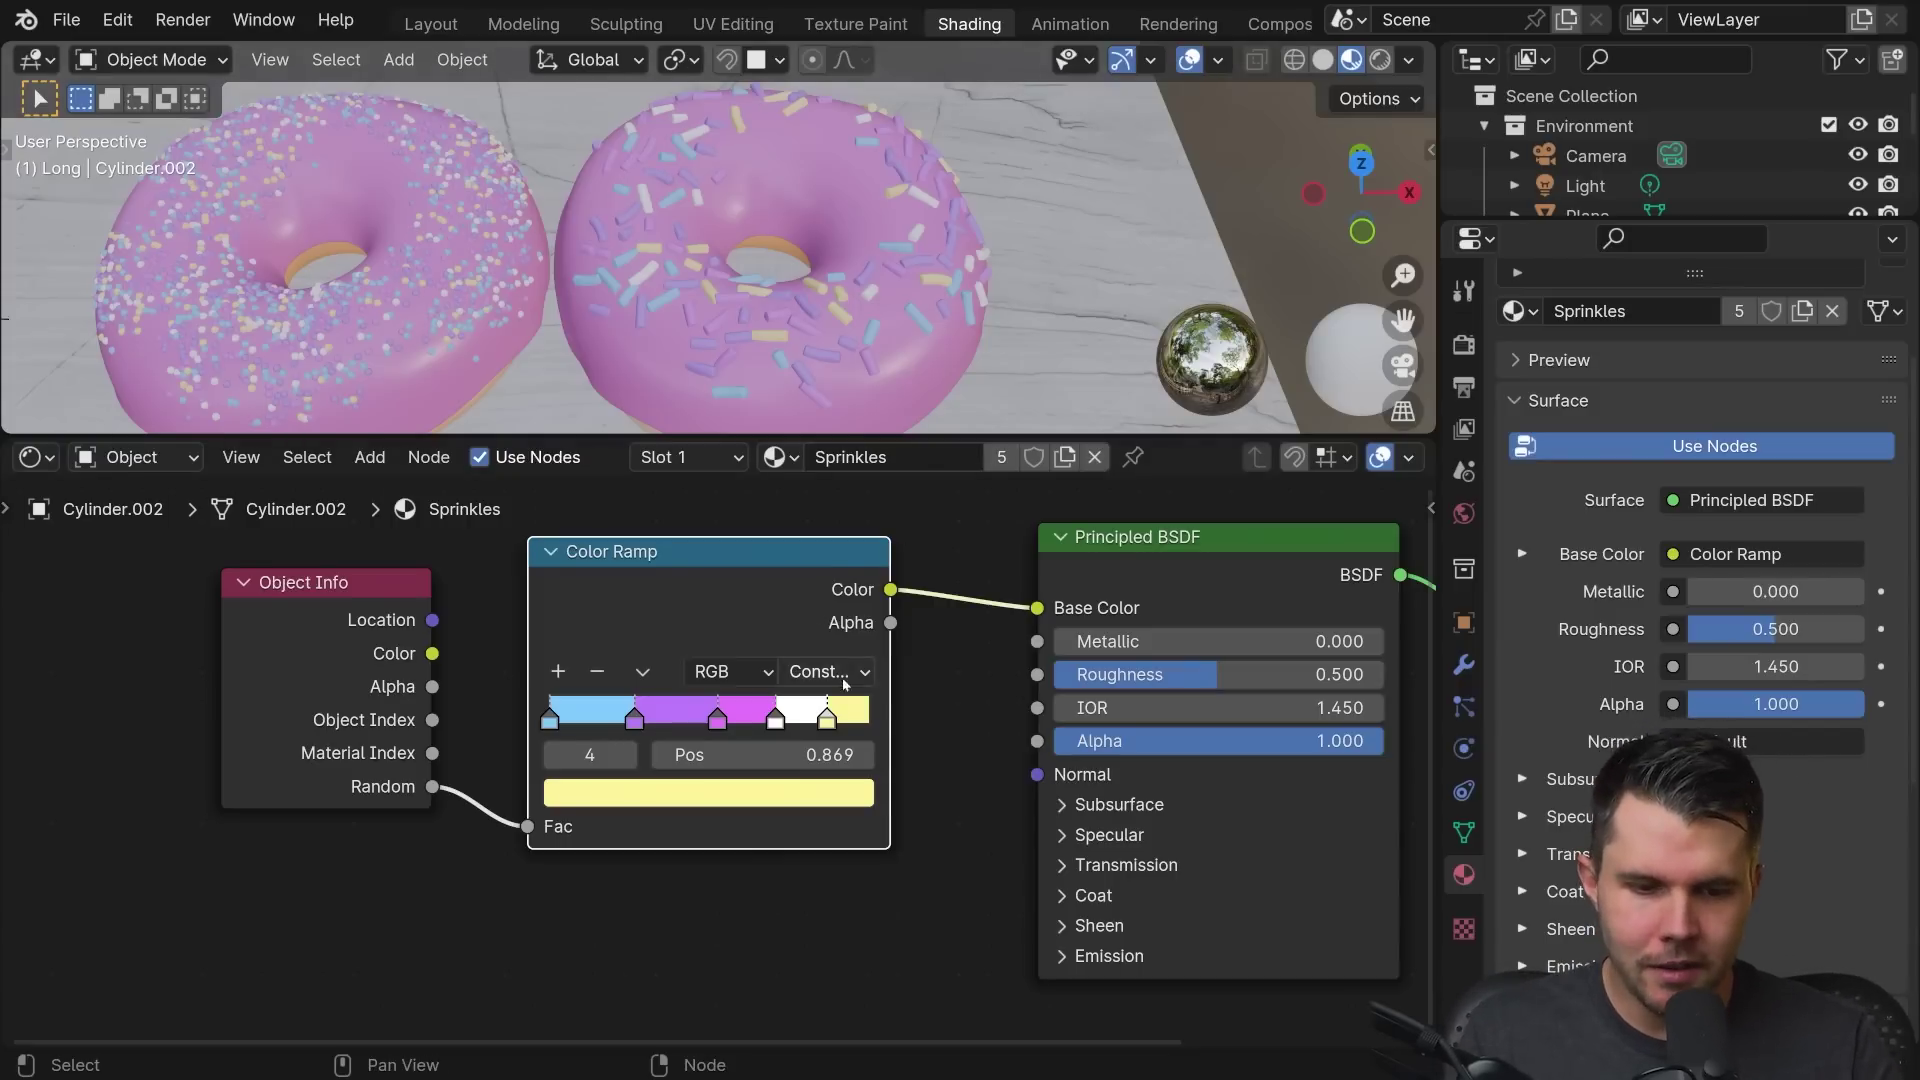 File Edit Render Window Help
Layout Modeling Sculpting UV Editing Texture Paint Shading Animation Rendering Compos
Scene
ViewLayer
Object Mode View Select Add Object
Global
Options
User Perspective
(1) Long | Cylinder.002
Z
X
Scene Collection
Environment
Camera
Light
Sprinkles 5
Preview
Surface
Use Nodes
Surface Principled BSDF
Base Color Color Ramp
Metallic 0.000
Roughness 0.500
IOR 1.450
Alpha 1.000
Object View Select Add Node Use Nodes Slot 1 Sprinkles 5
Cylinder.002 > Cylinder.002 > Sprinkles
Object Info
Location
Color
Alpha
Object Index
Material Index
Random
Color Ramp
Color
Alpha
+ − RGB Const...
4 Pos 0.869
Fac
Principled BSDF
BSDF
Base Color
Metallic 0.000
Roughness 0.500
IOR 1.450
Alpha 1.000
Normal
Subsurface
Specular
Transmission
Coat
Sheen
Emission
Norm
ult
Subsu
Specu
Trans
Coat
Sheen
Emis
Select
Pan View
Node